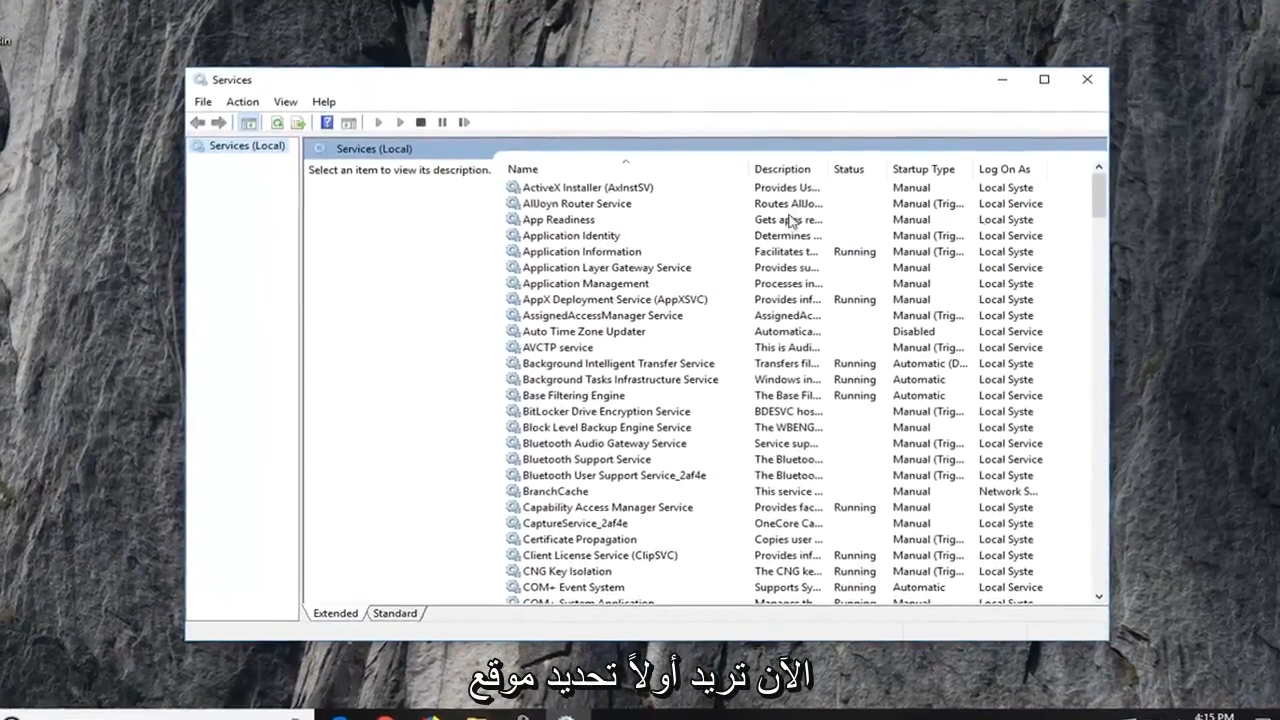 Services
File Action View Help
Services (Local)
Services (Local)
Select an item to view its description.
Name Description Status Startup Type Log On As
ActiveX Installer (AxInstSV) Provides Us... Manual Local Syste
AllJoyn Router Service Routes AllJo... Manual (Trig... Local Service
App Readiness Gets apps re... Manual Local Syste
Application Identity Determines ... Manual (Trig... Local Service
Application Information Facilitates t... Running Manual (Trig... Local Syste
Application Layer Gateway Service Provides su... Manual Local Service
Application Management Processes in... Manual Local Syste
AppX Deployment Service (AppXSVC) Provides inf... Running Manual Local Syste
AssignedAccessManager Service AssignedAc... Manual (Trig... Local Syste
Auto Time Zone Updater Automatica... Disabled Local Service
AVCTP service This is Audi... Manual (Trig... Local Service
Background Intelligent Transfer Service Transfers fil... Running Automatic (D... Local Syste
Background Tasks Infrastructure Service Windows in... Running Automatic Local Syste
Base Filtering Engine The Base Fil... Running Automatic Local Service
BitLocker Drive Encryption Service BDESVC hos... Manual (Trig... Local Syste
Block Level Backup Engine Service The WBENG... Manual Local Syste
Bluetooth Audio Gateway Service Service sup... Manual (Trig... Local Service
Bluetooth Support Service The Bluetoo... Manual (Trig... Local Service
Bluetooth User Support Service_2af4e The Bluetoo... Manual (Trig... Local Syste
BranchCache This service ... Manual Network S...
Capability Access Manager Service Provides fac... Running Manual Local Syste
CaptureService_2af4e OneCore Ca... Manual Local Syste
Certificate Propagation Copies user ... Manual (Trig... Local Syste
Client License Service (ClipSVC) Provides inf... Running Manual (Trig... Local Syste
CNG Key Isolation The CNG ke... Running Manual (Trig... Local Syste
COM+ Event System Supports Sy... Running Automatic Local Service
COM+ System Application Manages th... Running Manual Local Syste
Extended Standard
الآن تريد أولاً تحديد موقع
4:15 PM